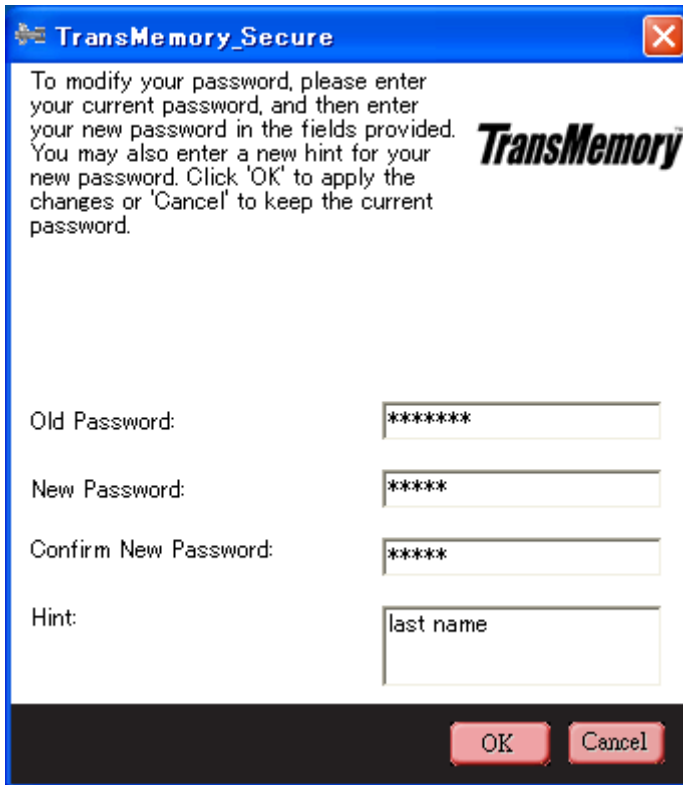 TransMemory_Secure
To modify your password, please enter
your current password, and then enter
your new password in the fields provided.
You may also enter a new hint for your
new password. Click 'OK' to apply the
changes or 'Cancel' to keep the current
password.
TransMemory™
Old Password: *******
New Password: *****
Confirm New Password: *****
Hint: last name
OK Cancel